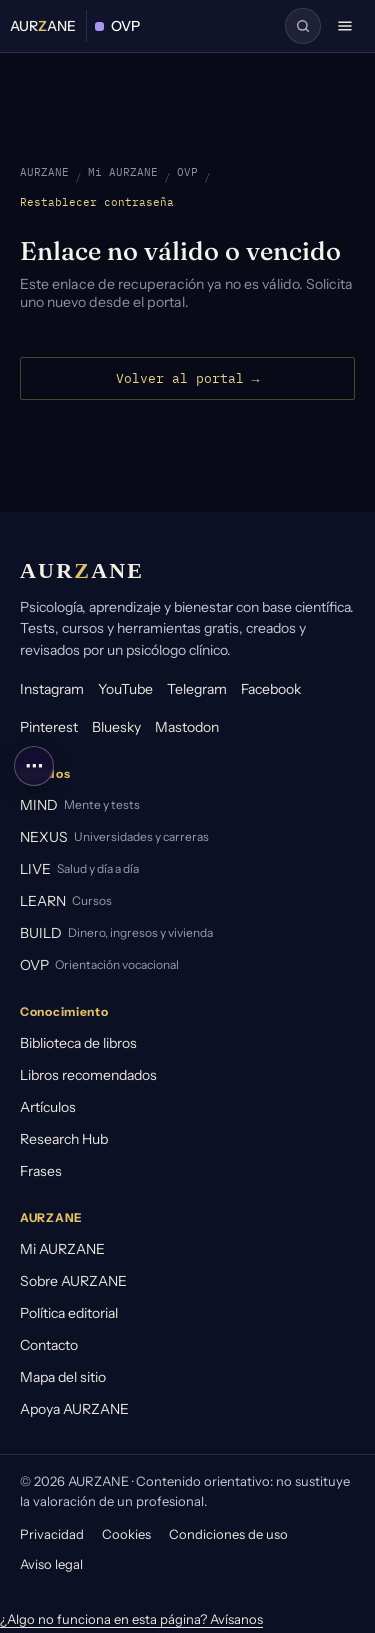 AURZANE OVP
AURZANE / Mi AURZANE / OVP /
Restablecer contraseña
Enlace no válido o vencido
Este enlace de recuperación ya no es válido. Solicita
uno nuevo desde el portal.
Volver al portal →
AURZANE
Psicología, aprendizaje y bienestar con base científica.
Tests, cursos y herramientas gratis, creados y
revisados por un psicólogo clínico.
Instagram YouTube Telegram Facebook
Pinterest Bluesky Mastodon
MIND Mente y tests
NEXUS Universidades y carreras
LIVE Salud y día a día
LEARN Cursos
BUILD Dinero, ingresos y vivienda
OVP Orientación vocacional
Conocimiento
Biblioteca de libros
Libros recomendados
Artículos
Research Hub
Frases
AURZANE
Mi AURZANE
Sobre AURZANE
Política editorial
Contacto
Mapa del sitio
Apoya AURZANE
© 2026 AURZANE · Contenido orientativo: no sustituye
la valoración de un profesional.
Privacidad Cookies Condiciones de uso
Aviso legal
¿Algo no funciona en esta página? Avísanos